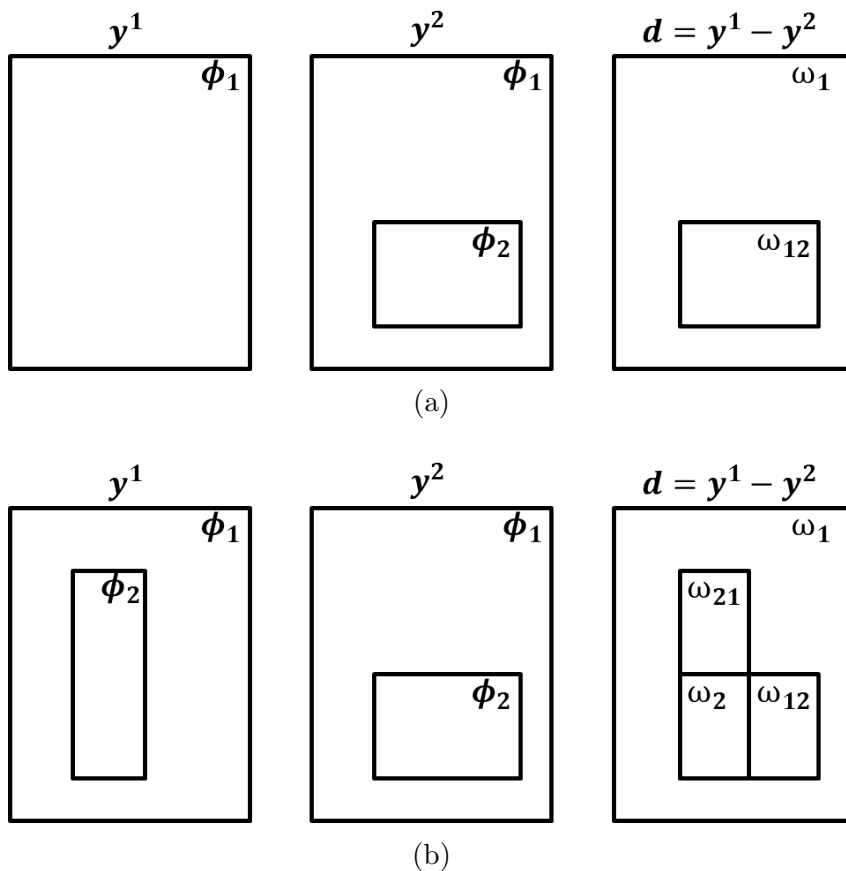 y¹ y² d = y¹ − y²
ϕ₁ ϕ₁ ω₁
ϕ₂ ω₁₂
(a)
y¹ y² d = y¹ − y²
ϕ₁ ϕ₁ ω₁
ϕ₂ ω₂₁
ϕ₂ ω₂ ω₁₂
(b)